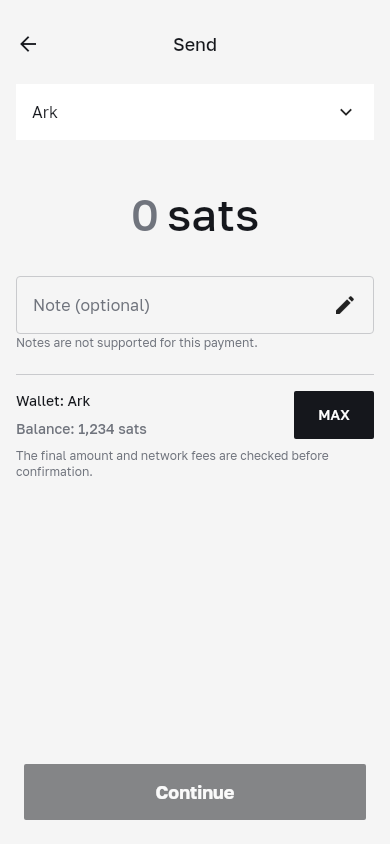 Send
Ark
0 sats
Note (optional)
Notes are not supported for this payment.
Wallet: Ark
MAX
Balance: 1,234 sats
The final amount and network fees are checked before
confirmation.
Continue